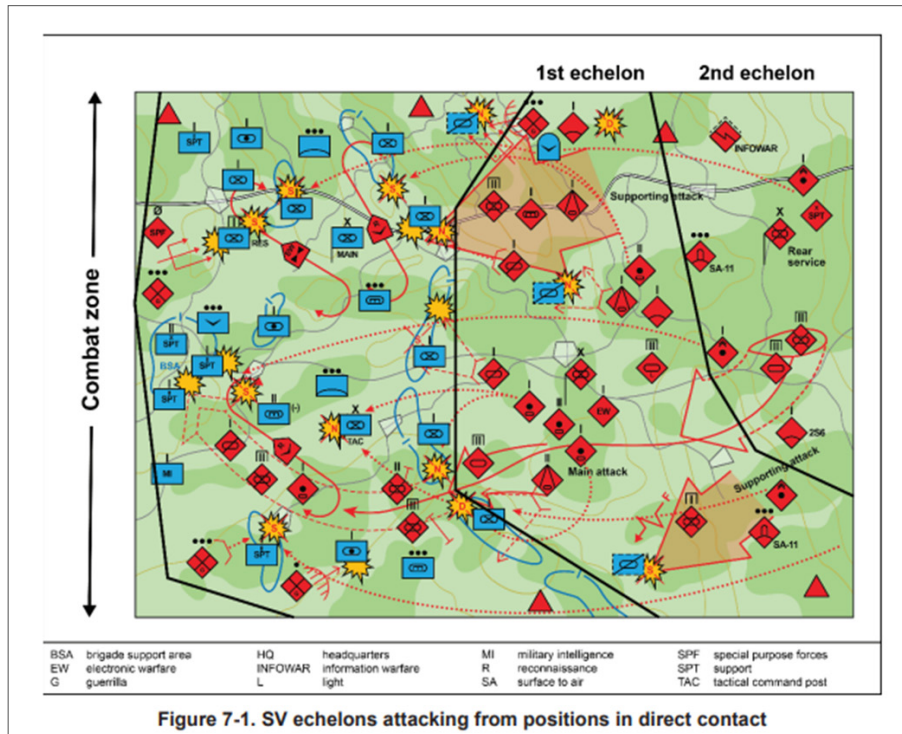 1st echelon 2nd echelon
Combat zone
SPT
INFOWAR
Supporting attack
SPT
SPF
RES
MAIN
X
Rear service
SA-11
SPT
BSA
SPT
SPT
(-)
TAC
EW
2S6
Main attack
MI
Supporting attack
SA-11
SPT
BSA brigade support area HQ headquarters MI military intelligence SPF special purpose forces
EW electronic warfare INFOWAR information warfare R reconnaissance SPT support
G guerrilla L light SA surface to air TAC tactical command post
Figure 7-1. SV echelons attacking from positions in direct contact